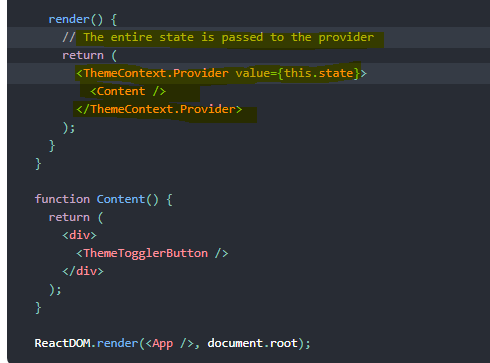 render() {
// The entire state is passed to the provider
return (
<ThemeContext.Provider value={this.state}>
<Content />
</ThemeContext.Provider>
);
}
}
function Content() {
return (
<div>
<ThemeTogglerButton />
</div>
);
}
ReactDOM.render(<App />, document.root);